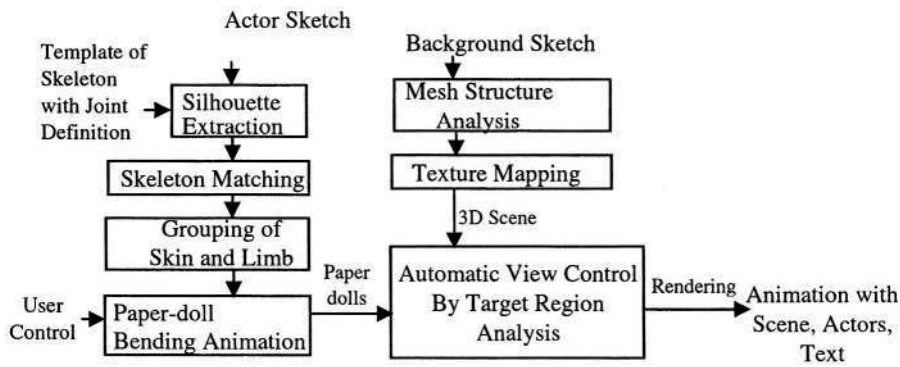 Actor Sketch
Background Sketch
Template of
Skeleton
with Joint
Definition
Silhouette
Extraction
Mesh Structure
Analysis
Skeleton Matching
Texture Mapping
3D Scene
Grouping of
Skin and Limb
Paper
dolls
Automatic View Control
By Target Region
Analysis
Rendering
User
Control
Paper-doll
Bending Animation
Animation with
Scene, Actors,
Text